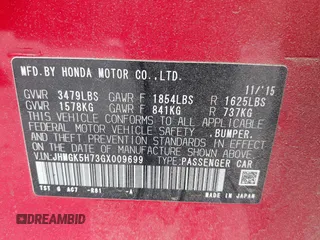 MFD.BY HONDA MOTOR CO.,LTD.
11/'15
GVWR 3479LBS GAWR F 1854LBS R 1625LBS
GVWR 1578KG GAWR F 841KG R 737KG
THIS VEHICLE CONFORMS TO ALL APPLICABLE
FEDERAL MOTOR VEHICLE SAFETY, BUMPER,
AND THEFT PREVENTION STANDARDS IN EFFECT ON
THE DATE OF MANUFACTURE SHOWN ABOVE.
V.I.N:JHMGK5H73GX009699 TYPE:PASSENGER CAR
MADE IN JAPAN
DREAMBID